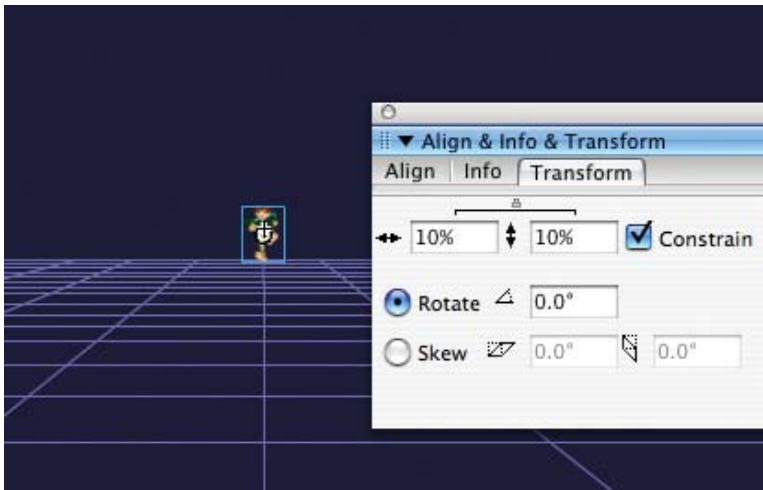 Align & Info & Transform
Align Info Transform
10% 10% Constrain
Rotate 0.0°
Skew 0.0° 0.0°